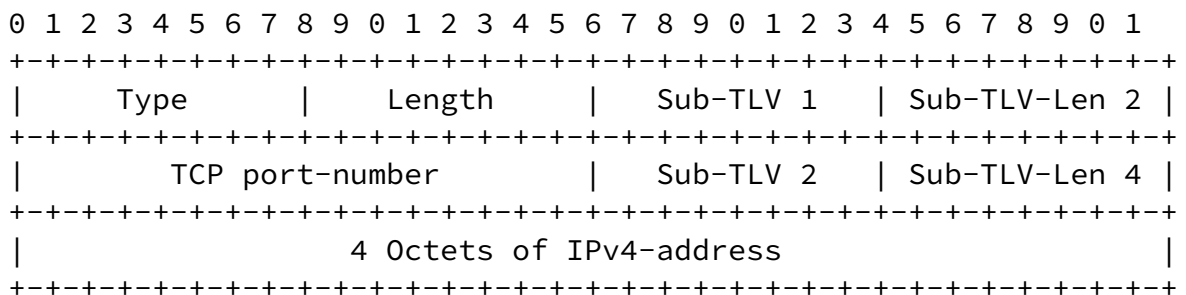 0 1 2 3 4 5 6 7 8 9 0 1 2 3 4 5 6 7 8 9 0 1 2 3 4 5 6 7 8 9 0 1
+-+-+-+-+-+-+-+-+-+-+-+-+-+-+-+-+-+-+-+-+-+-+-+-+-+-+-+-+-+-+-+-+
|      Type     |    Length     |   Sub-TLV 1   | Sub-TLV-Len 2 |
+-+-+-+-+-+-+-+-+-+-+-+-+-+-+-+-+-+-+-+-+-+-+-+-+-+-+-+-+-+-+-+-+
|        TCP port-number        |   Sub-TLV 2   | Sub-TLV-Len 4 |
+-+-+-+-+-+-+-+-+-+-+-+-+-+-+-+-+-+-+-+-+-+-+-+-+-+-+-+-+-+-+-+-+
|                  4 Octets of IPv4-address                     |
+-+-+-+-+-+-+-+-+-+-+-+-+-+-+-+-+-+-+-+-+-+-+-+-+-+-+-+-+-+-+-+-+